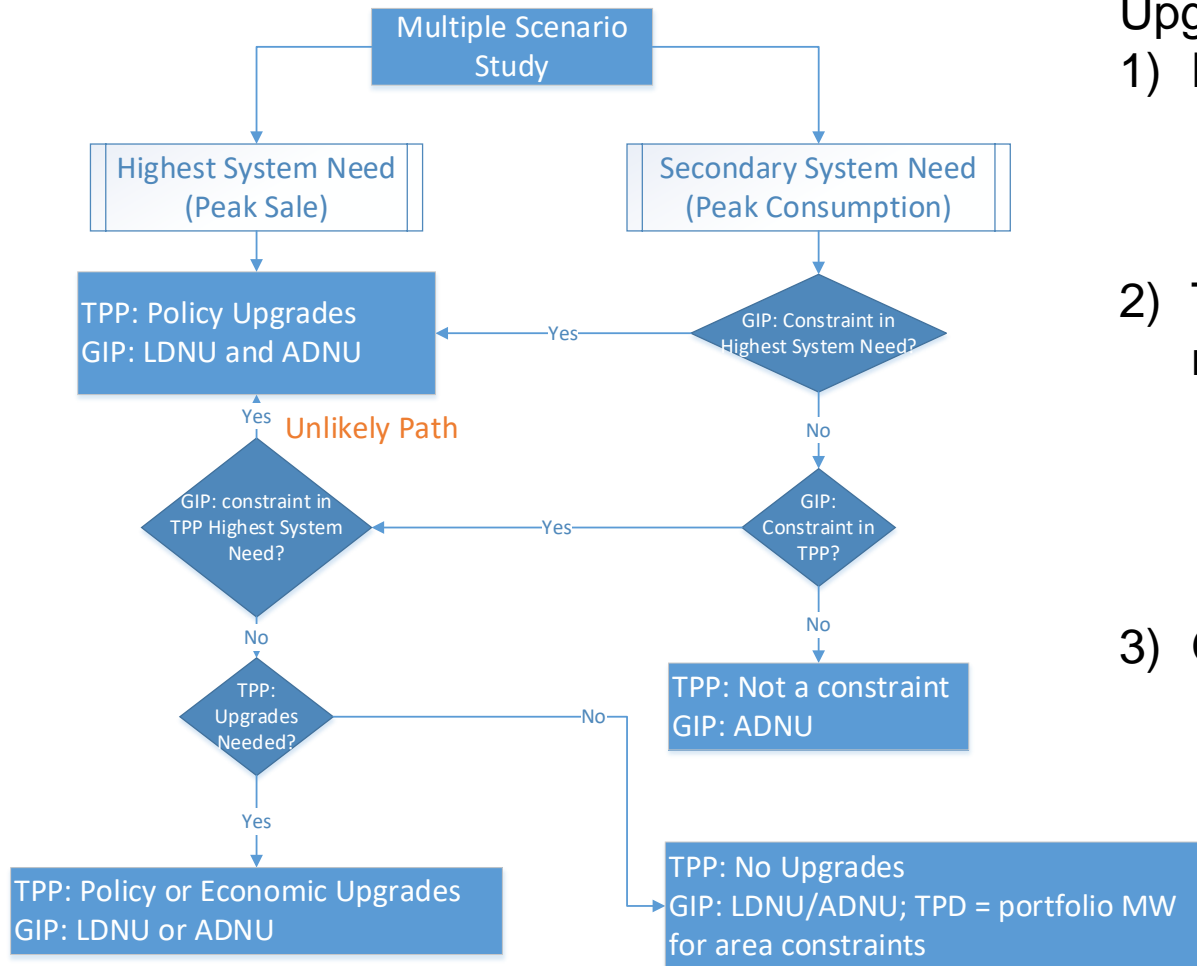 Multiple Scenario
Study
Highest System Need
(Peak Sale)
Secondary System Need
(Peak Consumption)
TPP: Policy Upgrades
GIP: LDNU and ADNU
Yes
GIP: Constraint in
Highest System Need?
Yes
Unlikely Path
No
GIP: constraint in
TPP Highest System
Need?
Yes
GIP:
Constraint in
TPP?
No
No
TPP:
Upgrades
Needed?
No
TPP: Not a constraint
GIP: ADNU
Yes
TPP: Policy or Economic Upgrades
GIP: LDNU or ADNU
TPP: No Upgrades
GIP: LDNU/ADNU; TPD = portfolio MW
for area constraints
1)
2)
3)